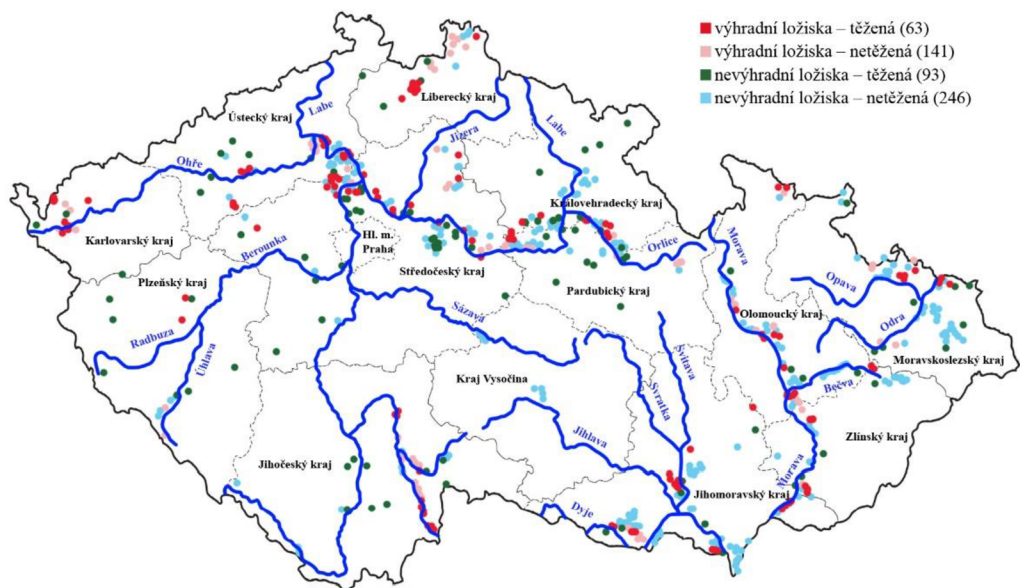 výhradní ložiska – těžená (63)
výhradní ložiska – netěžená (141)
nevýhradní ložiska – těžená (93)
nevýhradní ložiska – netěžená (246)
Liberecký kraj
Labe
Ústecký kraj
Labe
Jizera
Ohře
Královehradecký kraj
Karlovarský kraj
Hl. m.
Praha
Berounka
Orlice
Morava
Středočeský kraj
Plzeňský kraj
Opava
Pardubický kraj
Sázava
Olomoucký kraj
Odra
Radbuza
Svitava
Moravskoslezský kraj
Úhlava
Kraj Vysočina
Svratka
Bečva
Jihlava
Zlínský kraj
Jihočeský kraj
Morava
Jihomoravský kraj
Dyje